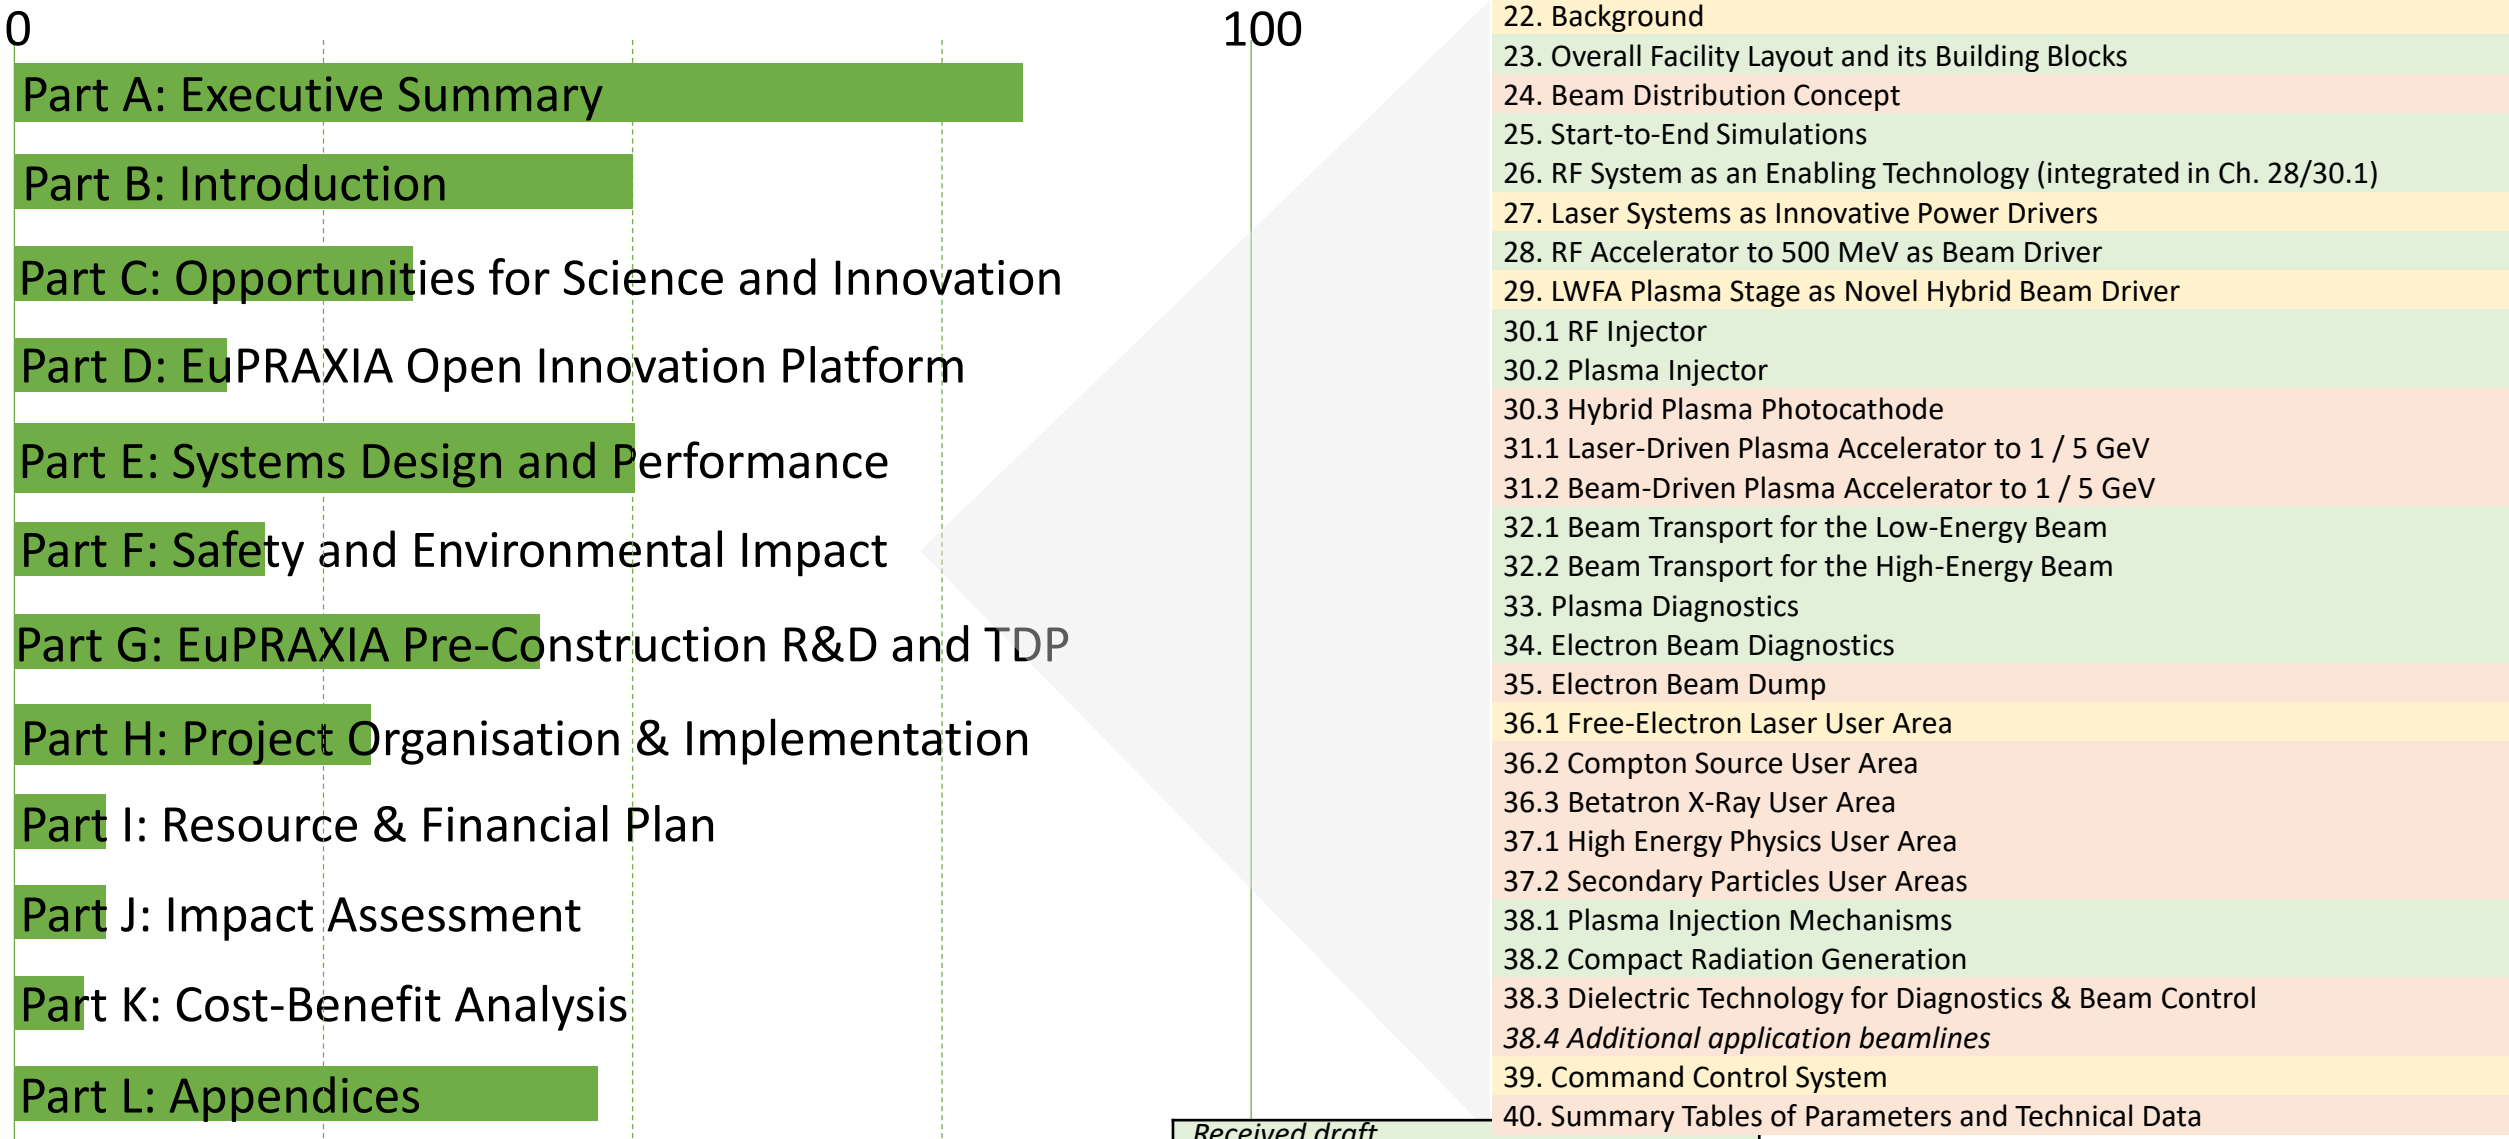 0
100
Part A: Executive Summary
Part B: Introduction
Part C: Opportunities for Science and Innovation
Part D: EuPRAXIA Open Innovation Platform
Part E: Systems Design and Performance
Part F: Safety and Environmental Impact
Part G: EuPRAXIA Pre-Construction R&D and TDP
Part H: Project Organisation & Implementation
Part I: Resource & Financial Plan
Part J: Impact Assessment
Part K: Cost-Benefit Analysis
Part L: Appendices
22. Background
23. Overall Facility Layout and its Building Blocks
24. Beam Distribution Concept
25. Start-to-End Simulations
26. RF System as an Enabling Technology (integrated in Ch. 28/30.1)
27. Laser Systems as Innovative Power Drivers
28. RF Accelerator to 500 MeV as Beam Driver
29. LWFA Plasma Stage as Novel Hybrid Beam Driver
30.1 RF Injector
30.2 Plasma Injector
30.3 Hybrid Plasma Photocathode
31.1 Laser-Driven Plasma Accelerator to 1 / 5 GeV
31.2 Beam-Driven Plasma Accelerator to 1 / 5 GeV
32.1 Beam Transport for the Low-Energy Beam
32.2 Beam Transport for the High-Energy Beam
33. Plasma Diagnostics
34. Electron Beam Diagnostics
35. Electron Beam Dump
36.1 Free-Electron Laser User Area
36.2 Compton Source User Area
36.3 Betatron X-Ray User Area
37.1 High Energy Physics User Area
37.2 Secondary Particles User Areas
38.1 Plasma Injection Mechanisms
38.2 Compact Radiation Generation
38.3 Dielectric Technology for Diagnostics & Beam Control
38.4 Additional application beamlines
39. Command Control System
40. Summary Tables of Parameters and Technical Data
Received draft